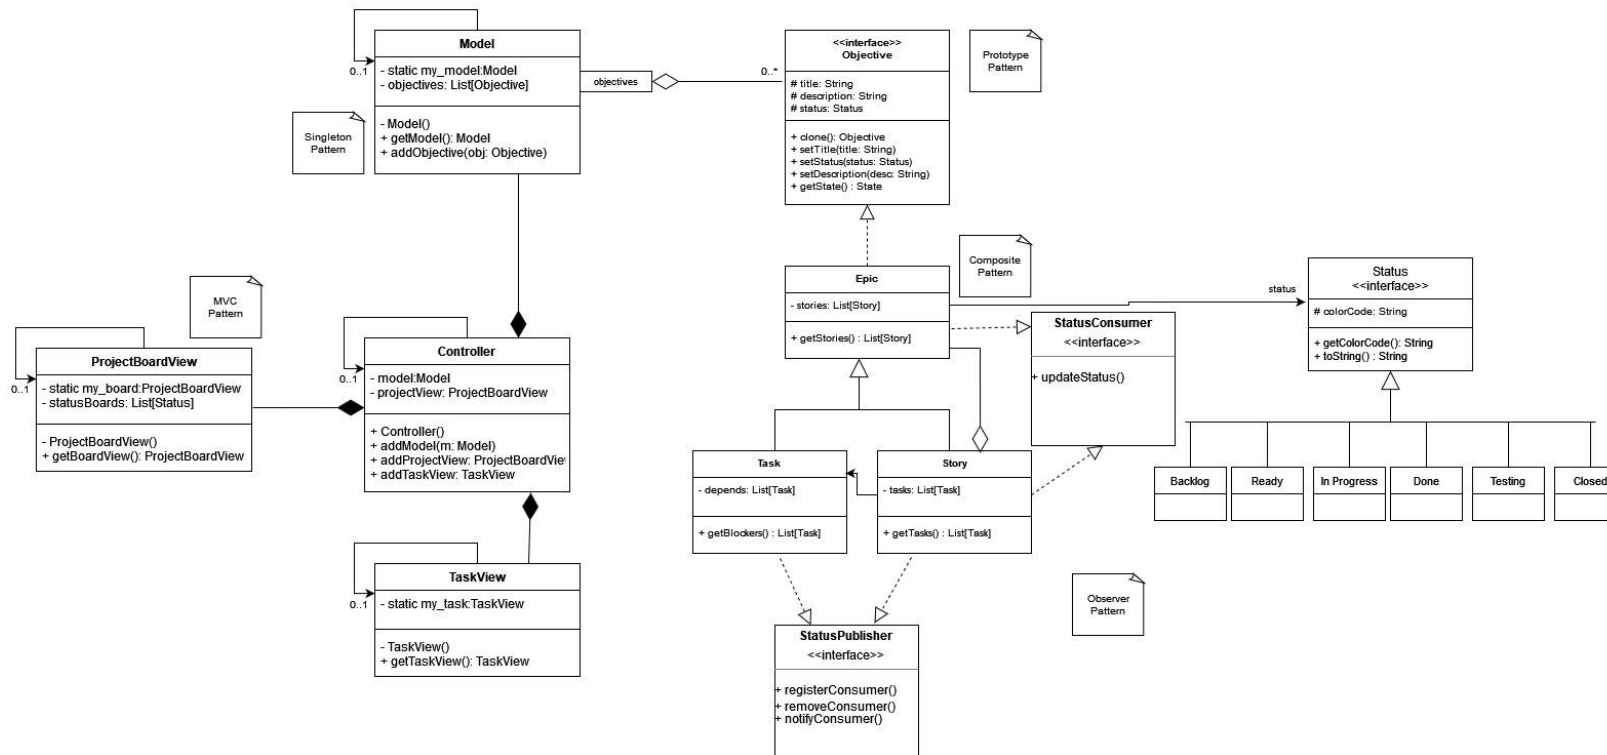 Model
- static my_model:Model
- objectives: List[Objective]
- Model()
+ getModel(): Model
+ addObjective(obj: Objective)
0..1
objectives
0..*
<<interface>>
Objective
# title: String
# description: String
# status: Status
+ clone(): Objective
+ setTitle(title: String)
+ setStatus(status: Status)
+ setDescription(desc: String)
+ getState() : State
Prototype
Pattern
Singleton
Pattern
MVC
Pattern
Composite
Pattern
Epic
- stories: List[Story]
+ getStories() : List[Story]
status
Status
<<interface>>
# colorCode: String
+ getColorCode(): String
+ toString() : String
StatusConsumer
<<interface>>
+ updateStatus()
ProjectBoardView
- static my_board:ProjectBoardView
- statusBoards: List[Status]
- ProjectBoardView()
+ getBoardView(): ProjectBoardView
0..1
Controller
- model:Model
- projectView: ProjectBoardView
+ Controller()
+ addModel(m: Model)
+ addProjectView: ProjectBoardView
+ addTaskView: TaskView
0..1
Task
- depends: List[Task]
+ getBlockers() : List[Task]
Story
- tasks: List[Task]
+ getTasks() : List[Task]
Backlog
Ready
In Progress
Done
Testing
Closed
TaskView
- static my_task:TaskView
- TaskView()
+ getTaskView(): TaskView
0..1
Observer
Pattern
StatusPublisher
<<interface>>
+ registerConsumer()
+ removeConsumer()
+ notifyConsumer()